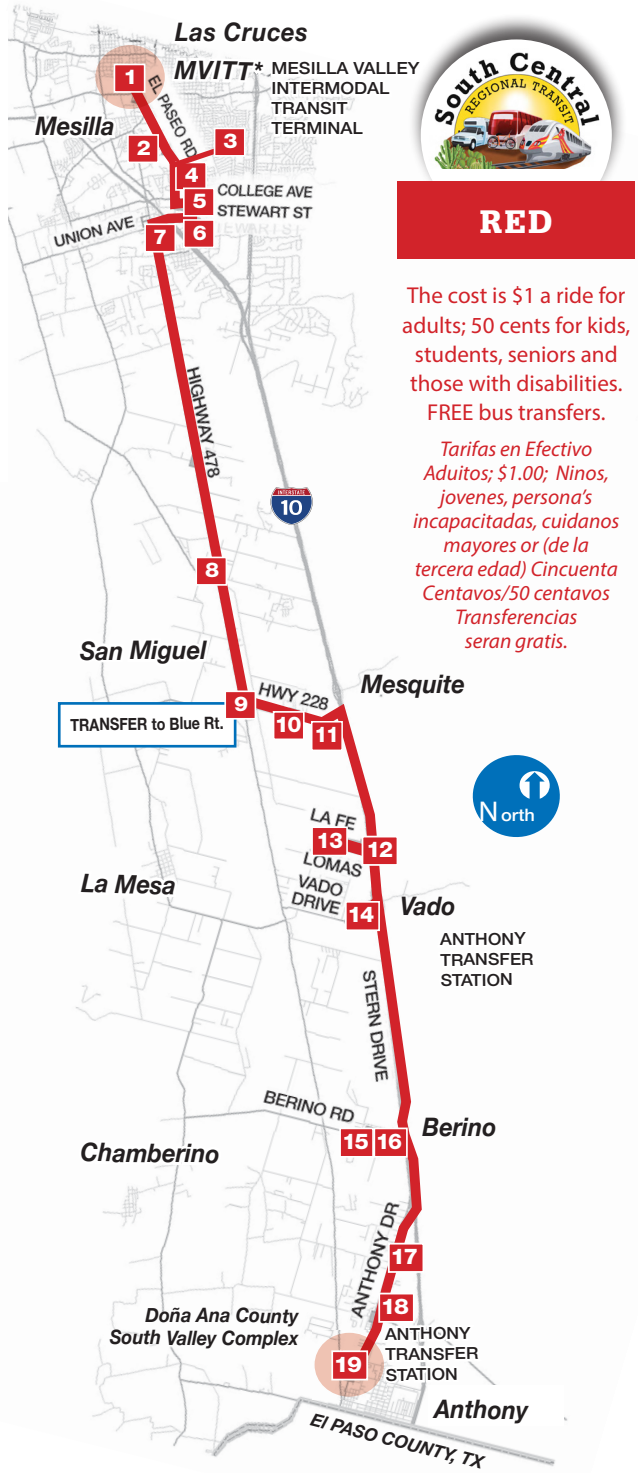 Las Cruces
MVITT* MESILLA VALLEY
INTERMODAL
TRANSIT
TERMINAL
South Central
REGIONAL TRANSIT
RED
The cost is $1 a ride for
adults; 50 cents for kids,
students, seniors and
those with disabilities.
FREE bus transfers.
Tarifas en Efectivo
Aduitos; $1.00; Ninos,
jovenes, persona's
incapacitadas, cuidanos
mayores or (de la
tercera edad) Cincuenta
Centavos/50 centavos
Transferencias
seran gratis.
1
EL PASEO RD
Mesilla
2
3
4
5
COLLEGE AVE
STEWART ST
UNION AVE
6
STEWART ST
7
HIGHWAY 478
INTERSTATE
10
8
San Miguel
9
HWY 228
Mesquite
TRANSFER to Blue Rt.
10
11
North
LA FE
13
12
LOMAS
La Mesa
VADO
DRIVE
14
Vado
ANTHONY
TRANSFER
STATION
STERN DRIVE
BERINO RD
15
16
Berino
Chamberino
ANTHONY DR
17
18
Doña Ana County
South Valley Complex
ANTHONY
TRANSFER
STATION
19
Anthony
El PASO COUNTY, TX